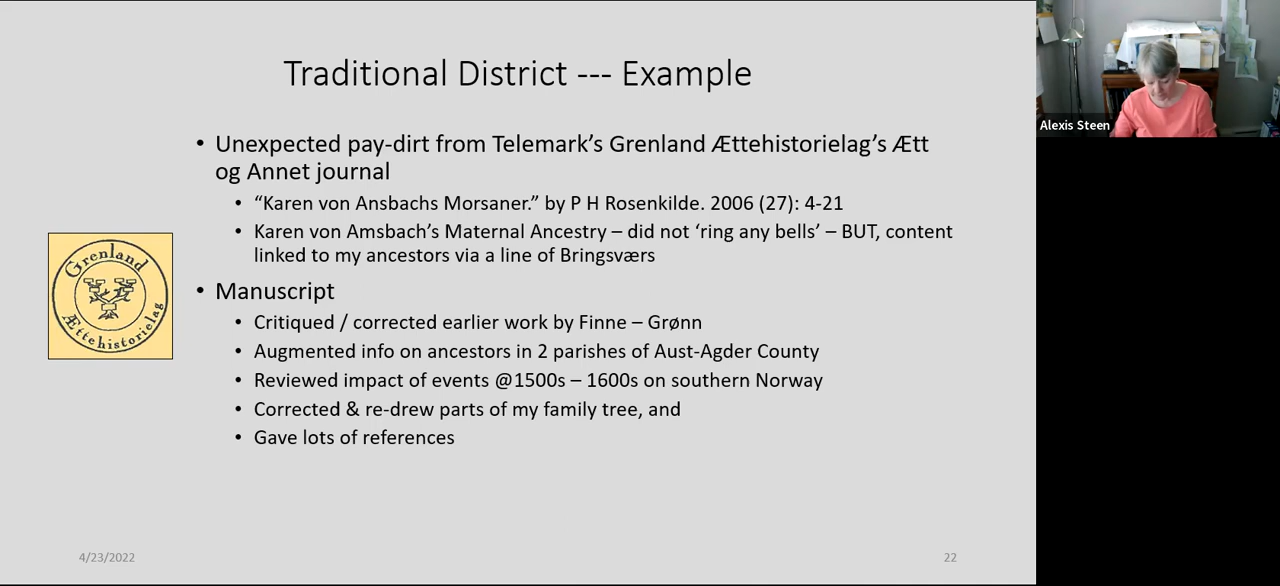 Traditional District --- Example
• Unexpected pay-dirt from Telemark’s Grenland Ættehistorielag’s Ætt
og Annet journal
• “Karen von Ansbachs Morsaner.” by P H Rosenkilde. 2006 (27): 4-21
• Karen von Amsbach’s Maternal Ancestry – did not ‘ring any bells’ – BUT, content
linked to my ancestors via a line of Bringsværs
• Manuscript
• Critiqued / corrected earlier work by Finne – Grønn
• Augmented info on ancestors in 2 parishes of Aust-Agder County
• Reviewed impact of events @1500s – 1600s on southern Norway
• Corrected & re-drew parts of my family tree, and
• Gave lots of references
Grenland
Ættehistorielag
4/23/2022
22
Alexis Steen